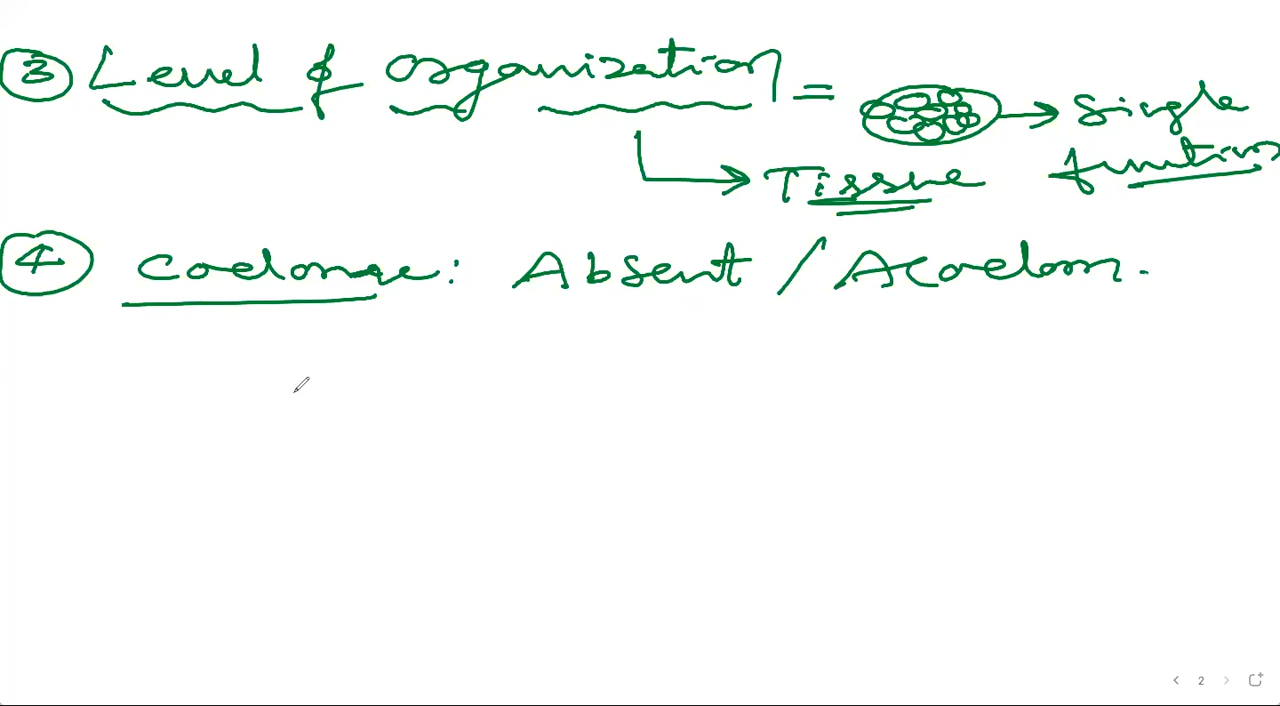 ③ Level of organization = → Single
function
→ Tissue
④ Coelome: Absent / Acoelom.
2